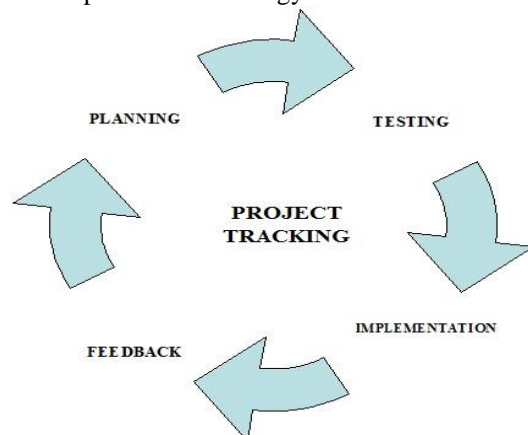 PLANNING
TESTING
PROJECT
TRACKING
IMPLEMENTATION
FEEDBACK